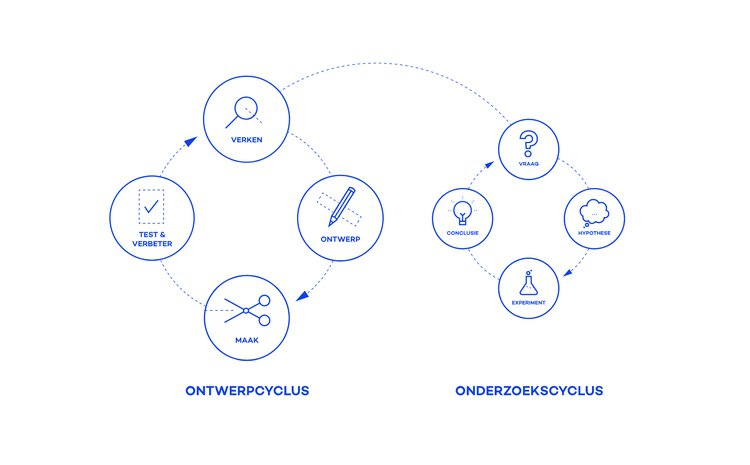 VERKEN
ONTWERP
MAAK
TEST &
VERBETER
VRAAG
HYPOTHESE
EXPERIMENT
CONCLUSIE
ONTWERPCYCLUS
ONDERZOEKSCYCLUS